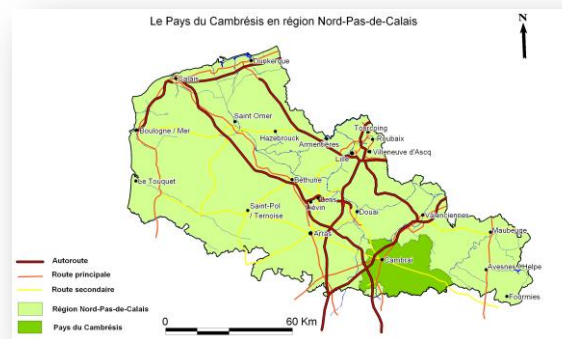 Le Pays du Cambrésis en région Nord-Pas-de-Calais
N
Dunkerque
Calais
Saint Omer
Tourcoing
Roubaix
Boulogne / Mer
Hazebrouck
Armentières
Villeneuve d'Ascq
Lille
Le Touquet
Béthune
Lens
Liévin
Saint-Pol
/ Ternoise
Douai
Valenciennes
Arras
Maubeuge
Cambrai
Avesnes / Helpe
Fourmies
Autoroute
Route principale
Route secondaire
Région Nord-Pas-de-Calais
Pays du Cambrésis
0
60 Km